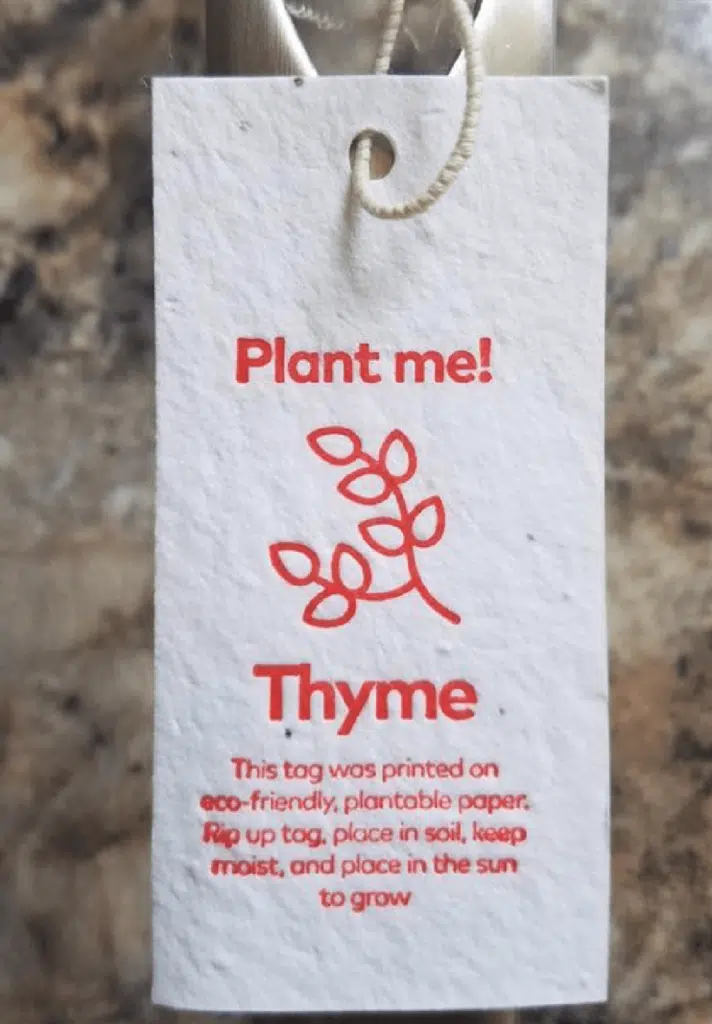 Plant me!
Thyme
This tag was printed on
eco-friendly, plantable paper.
Rip up tag, place in soil, keep
moist, and place in the sun
to grow